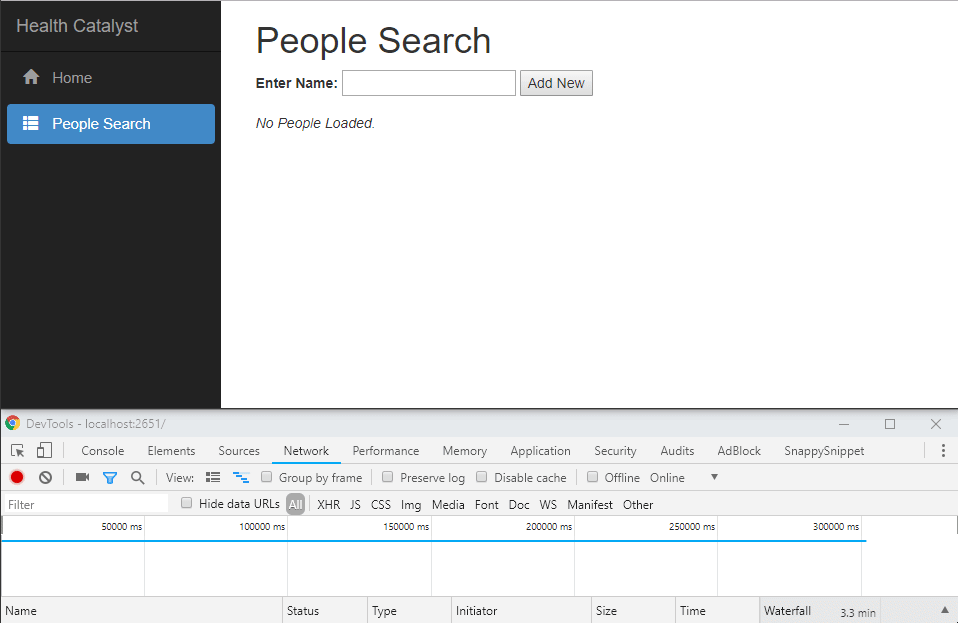 Health Catalyst
Home
People Search
People Search
Enter Name: Add New
No People Loaded.
DevTools - localhost:2651/
Console Elements Sources Network Performance Memory Application Security Audits AdBlock SnappySnippet
View: Group by frame Preserve log Disable cache Offline Online
Filter Hide data URLs All XHR JS CSS Img Media Font Doc WS Manifest Other
50000 ms 100000 ms 150000 ms 200000 ms 250000 ms 300000 ms
Name Status Type Initiator Size Time Waterfall 3.3 min